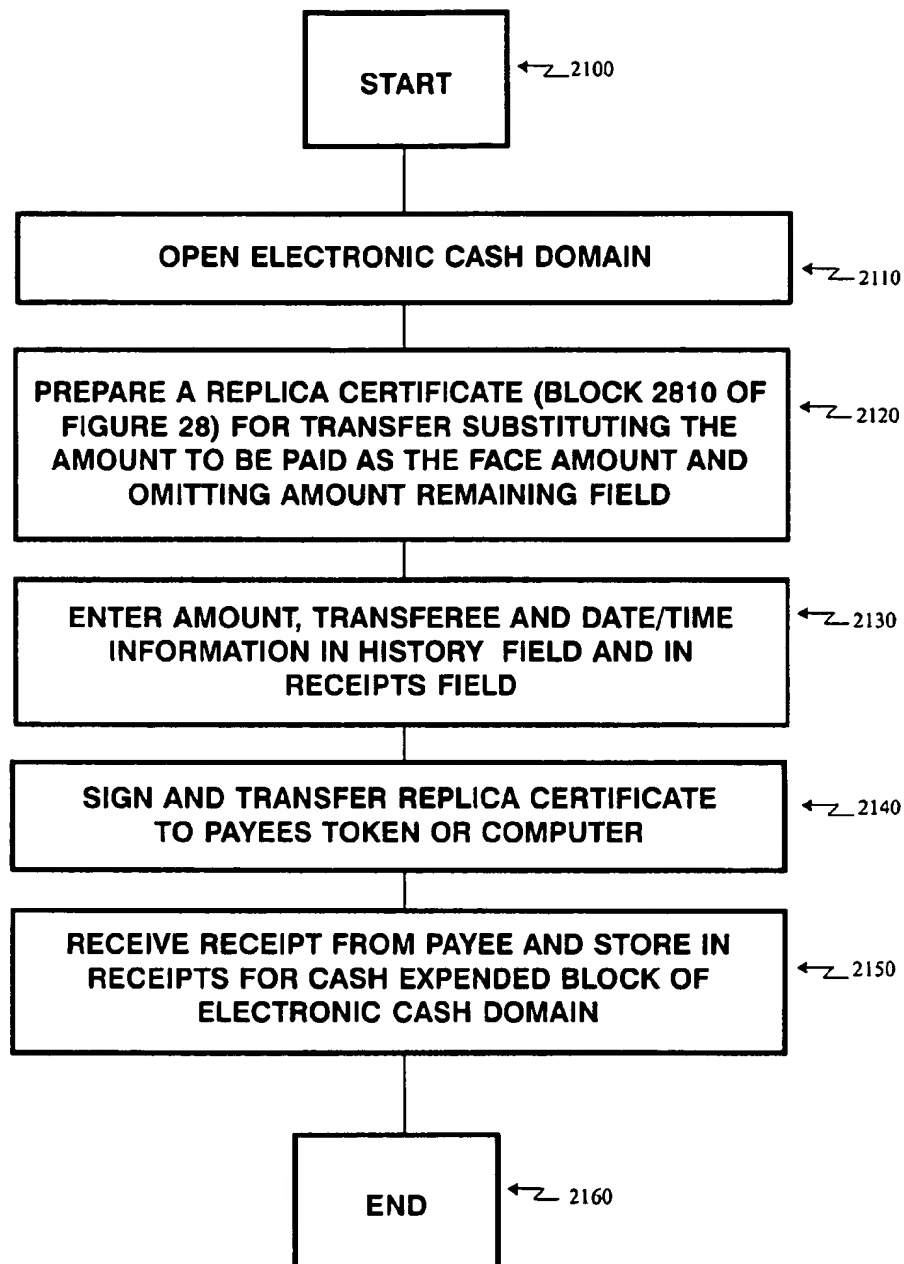 START
2100
OPEN ELECTRONIC CASH DOMAIN
2110
PREPARE A REPLICA CERTIFICATE (BLOCK 2810 OF
FIGURE 28) FOR TRANSFER SUBSTITUTING THE
AMOUNT TO BE PAID AS THE FACE AMOUNT AND
OMITTING AMOUNT REMAINING FIELD
2120
ENTER AMOUNT, TRANSFEREE AND DATE/TIME
INFORMATION IN HISTORY FIELD AND IN
RECEIPTS FIELD
2130
SIGN AND TRANSFER REPLICA CERTIFICATE
TO PAYEES TOKEN OR COMPUTER
2140
RECEIVE RECEIPT FROM PAYEE AND STORE IN
RECEIPTS FOR CASH EXPENDED BLOCK OF
ELECTRONIC CASH DOMAIN
2150
END
2160